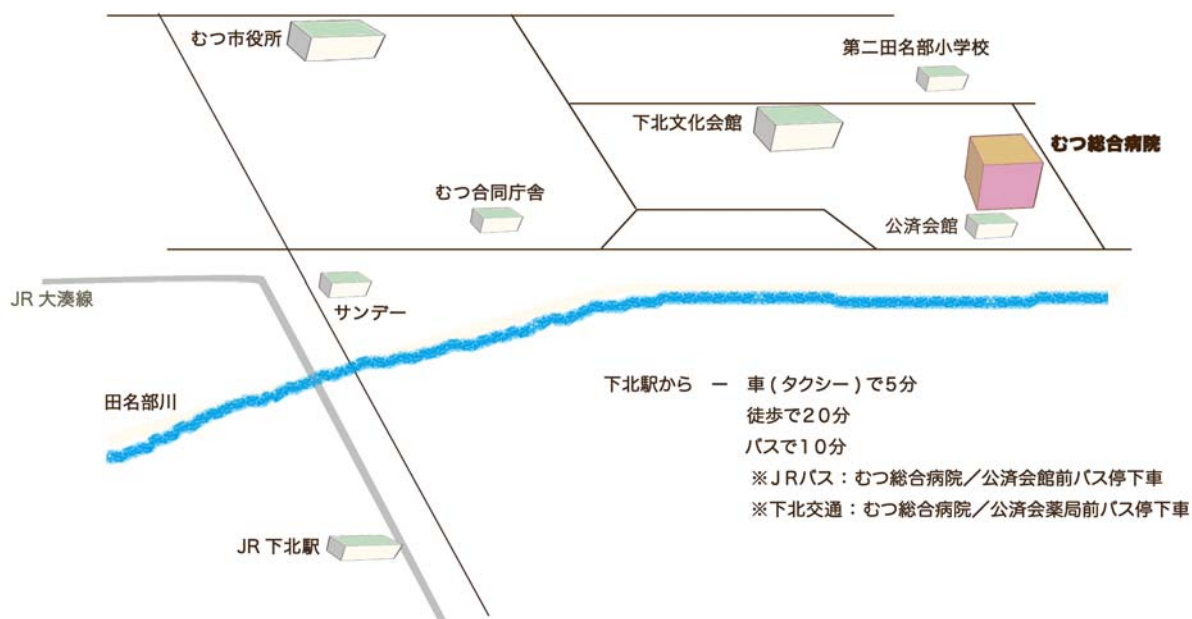 むつ市役所
第二田名部小学校
下北文化会館
むつ総合病院
むつ合同庁舎
公済会館
JR 大湊線
サンデー
田名部川
下北駅から ー 車(タクシー)で5分
徒歩で20分
バスで10分
※JRバス：むつ総合病院／公済会館前バス停下車
※下北交通：むつ総合病院／公済会薬局前バス停下車
JR 下北駅